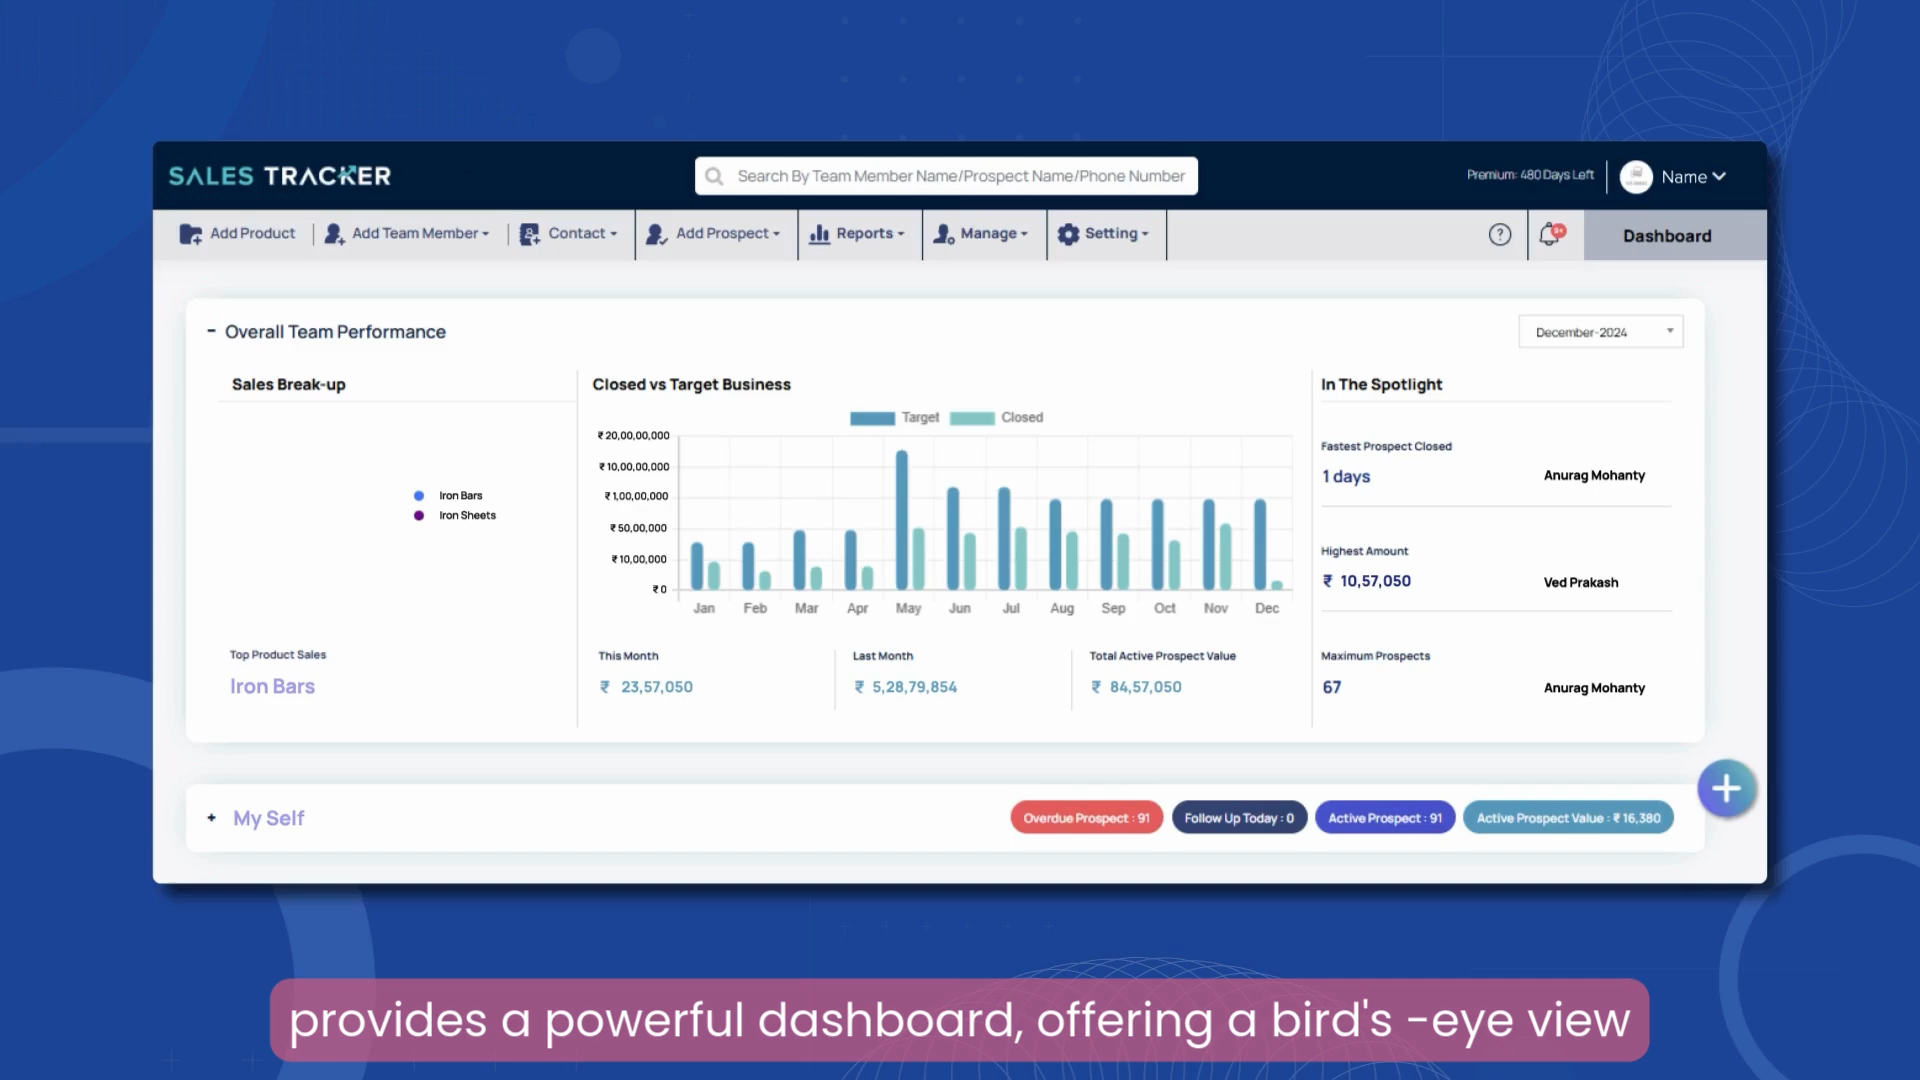 SALES TRACKER
Search By Team Member Name/Prospect Name/Phone Number
Premium: 480 Days Left
Name
Add Product
Add Team Member
Contact
Add Prospect
Reports
Manage
Setting
?
9+
Dashboard
Overall Team Performance
December-2024
Sales Break-up
Iron Bars
Iron Sheets
Top Product Sales
Iron Bars
Closed vs Target Business
Target
Closed
₹ 20,00,00,000
₹ 10,00,00,000
₹ 1,00,00,000
₹ 50,00,000
₹ 10,00,000
₹ 0
Jan Feb Mar Apr May Jun Jul Aug Sep Oct Nov Dec
This Month
₹ 23,57,050
Last Month
₹ 5,28,79,854
Total Active Prospect Value
₹ 84,57,050
In The Spotlight
Fastest Prospect Closed
1 days
Anurag Mohanty
Highest Amount
₹ 10,57,050
Ved Prakash
Maximum Prospects
67
Anurag Mohanty
My Self
Overdue Prospect : 91
Follow Up Today : 0
Active Prospect : 91
Active Prospect Value : ₹ 16,380
provides a powerful dashboard, offering a bird's -eye view